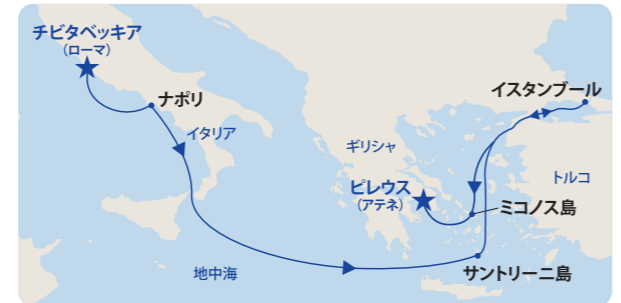 チビタベッキア
(ローマ)
ナポリ
イタリア
イスタンブール
ギリシャ
トルコ
ピレウス
(アテネ)
ミコノス島
サントリーニ島
地中海